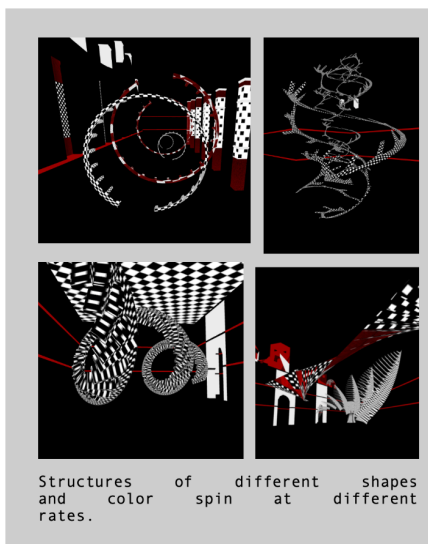 Structures of different shapes
and color spin at different
rates.